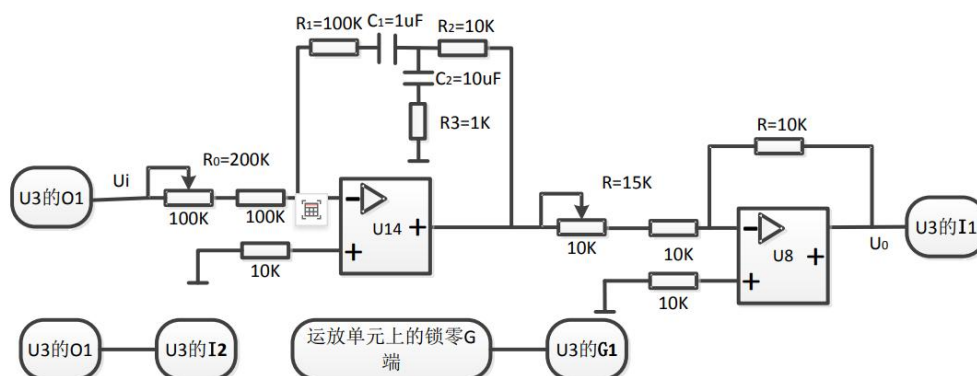 R₁=100K
C₁=1uF
R₂=10K
C₂=10uF
R3=1K
R=10K
U3的O1
Ui
R₀=200K
100K
100K
U14
10K
R=15K
10K
10K
U8
10K
U₀
U3的I1
U3的O1
U3的I2
运放单元上的锁零G
端
U3的G1